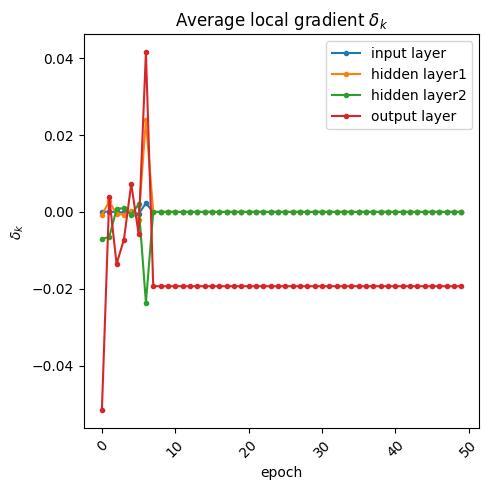 Average local gradient δₖ
input layer
hidden layer1
hidden layer2
output layer
0.04
0.02
0.00
−0.02
−0.04
δₖ
0
10
20
30
40
50
epoch